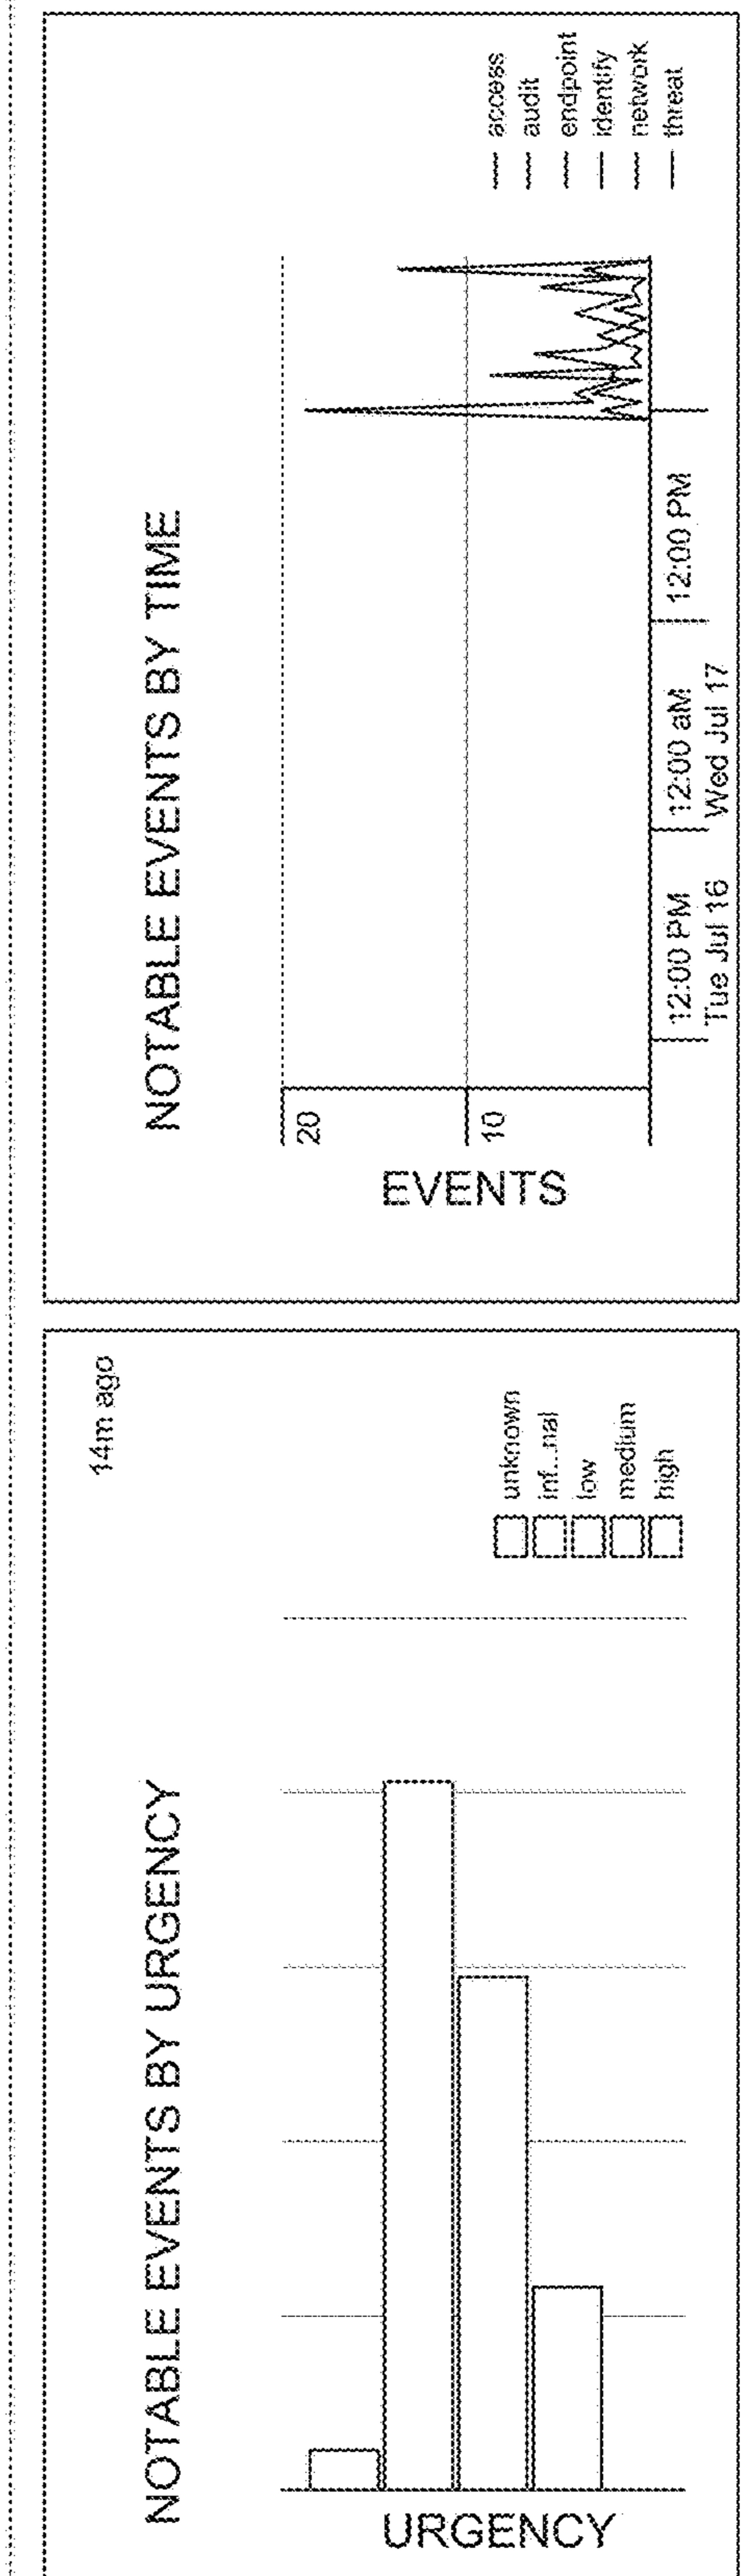 NOTABLE EVENTS BY URGENCY
14m ago
URGENCY
unknown
inf...nal
low
medium
high
NOTABLE EVENTS BY TIME
EVENTS
20
10
12:00 PM
Tue Jul 16
12:00 aM
Wed Jul 17
12:00 PM
access
audit
endpoint
identify
network
threat